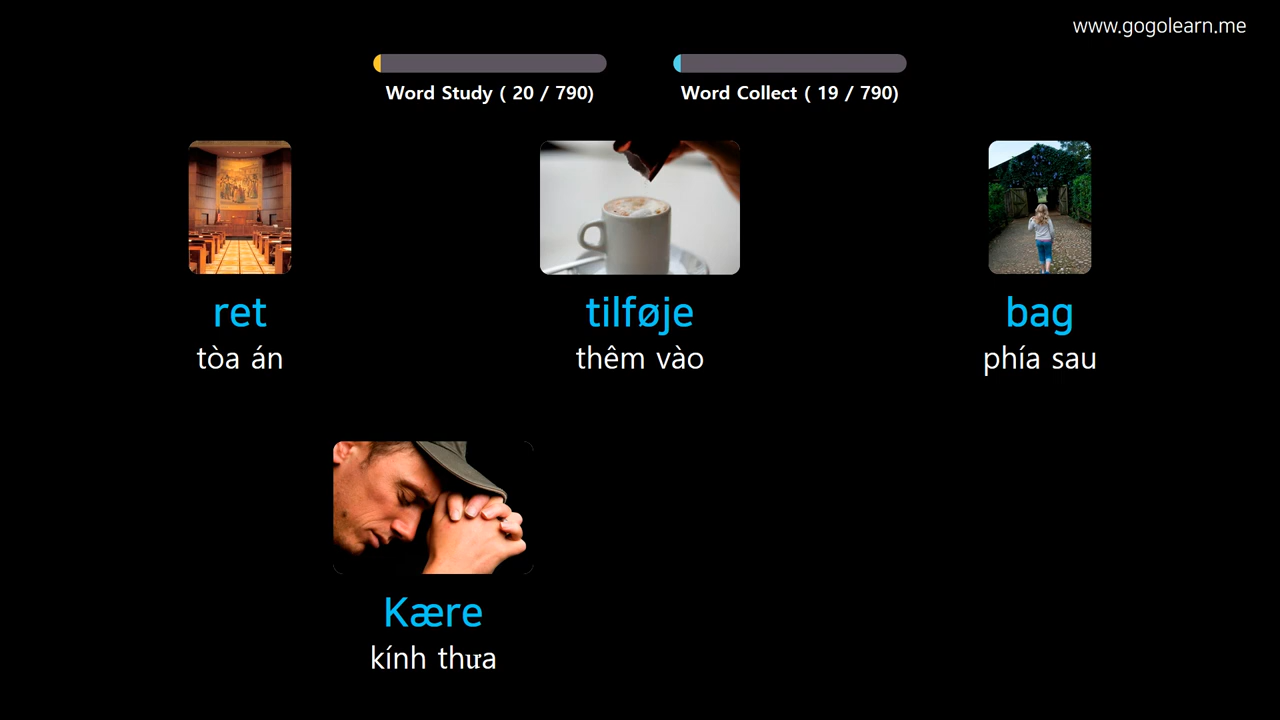 www.gogolearn.me
Word Study ( 20 / 790)
Word Collect ( 19 / 790)
ret
tòa án
tilføje
thêm vào
bag
phía sau
Kære
kính thưa